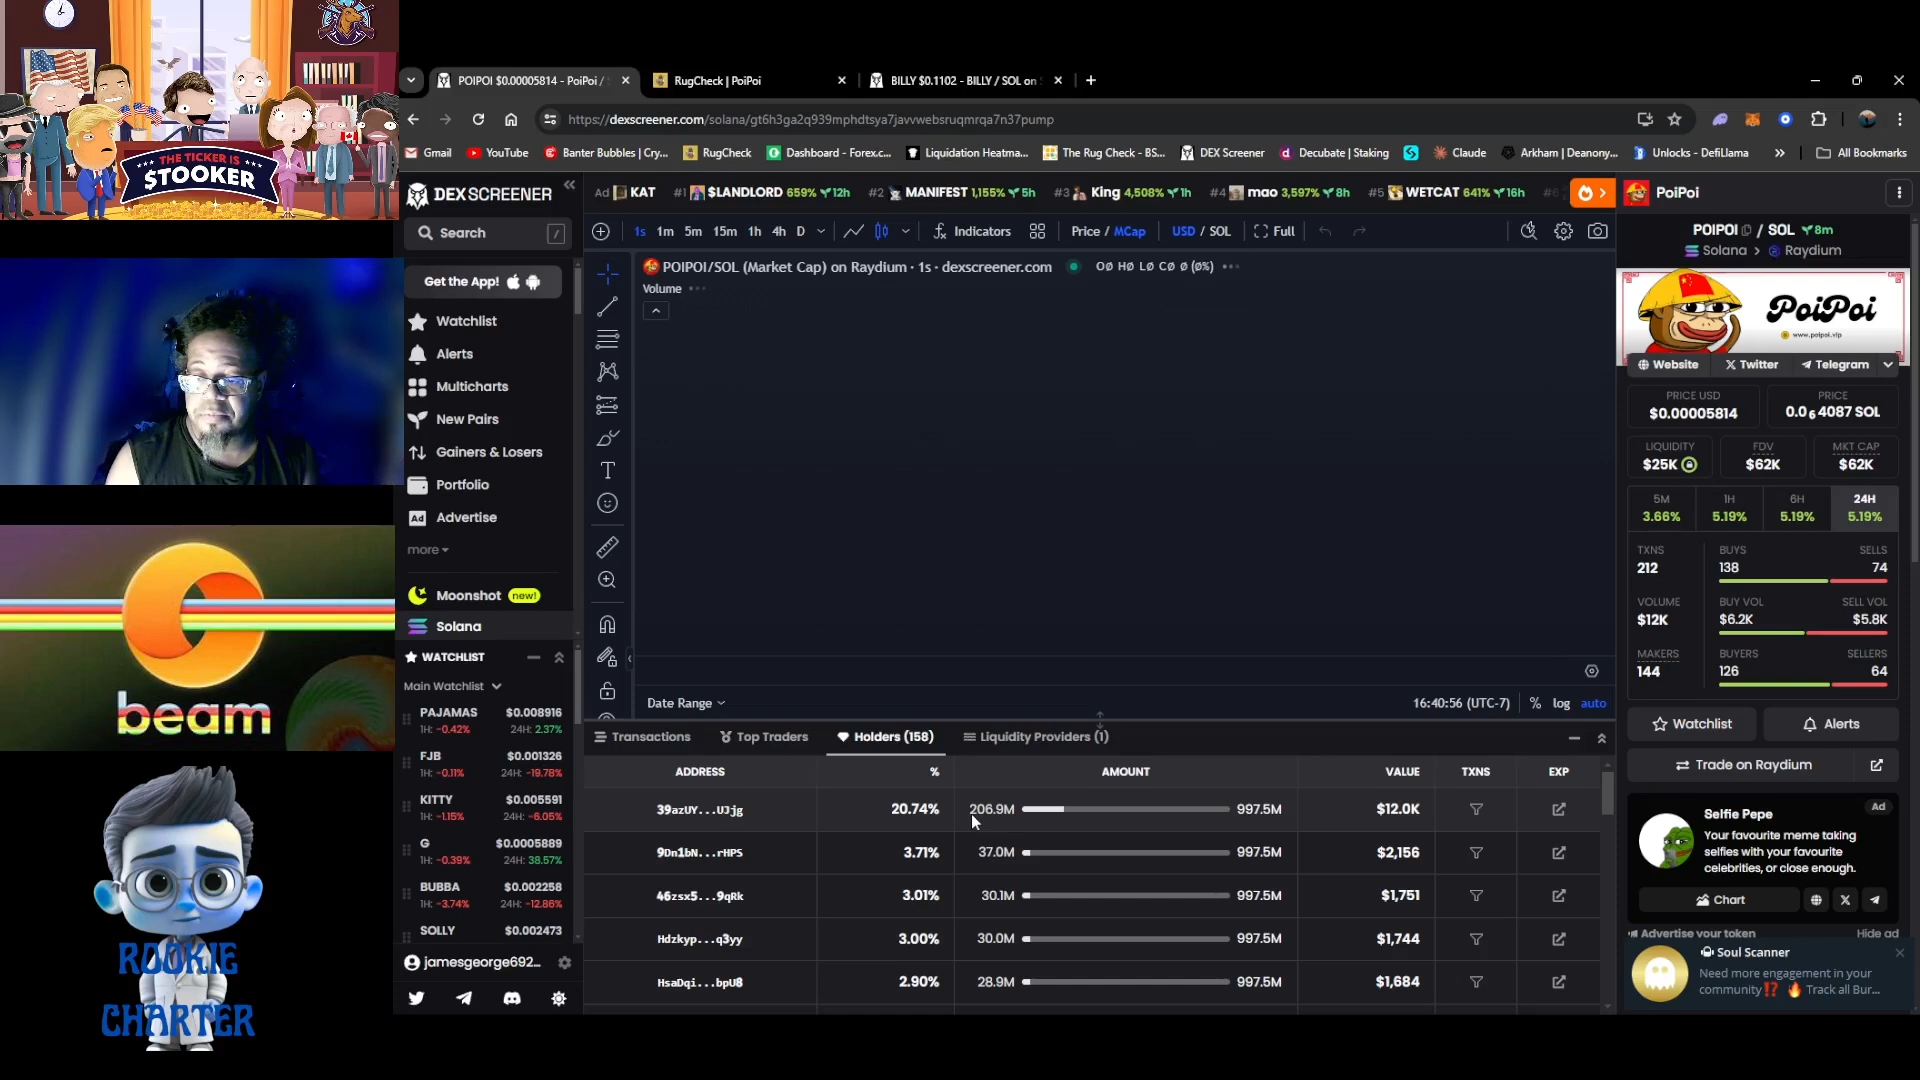 THE TICKER IS
$TOOKER
beam
ROOKIE
CHARTER
POIPOI $0.00005814 - PoiPoi /
RugCheck | PoiPoi
BILLY $0.1102 - BILLY / SOL on
https://dexscreener.com/solana/gt6h3ga2q939mphdtsya7javvwebsruqmrqa7n37pump
Gmail
YouTube
Banter Bubbles | Cry...
RugCheck
Dashboard - Forex.c...
Liquidation Heatma...
The Rug Check - BS...
DEX Screener
Decubate | Staking
Claude
Arkham | Deanony...
Unlocks - DefiLlama
All Bookmarks
DEX SCREENER
Search /
Get the App!
Watchlist
Alerts
Multicharts
New Pairs
Gainers & Losers
Portfolio
Ad Advertise
more
Moonshot new!
Solana
WATCHLIST
Main Watchlist
PAJAMAS $0.008916
1H: -0.42% 24H: 2.37%
FJB $0.001326
1H: -0.11% 24H: -19.78%
KITTY $0.005591
1H: -1.15% 24H: -6.05%
G $0.0005889
1H: -0.39% 24H: 38.57%
BUBBA $0.002258
1H: -3.74% 24H: -12.86%
SOLLY $0.002473
jamesgeorge692...
Ad KAT #1 $LANDLORD 659% 12h #2 MANIFEST 1,155% 5h #3 King 4,508% 1h #4 mao 3,597% 8h #5 WETCAT 641% 16h
1s 1m 5m 15m 1h 4h D Indicators Price / MCap USD / SOL Full
POIPOI/SOL (Market Cap) on Raydium · 1s · dexscreener.com O∅ H∅ L∅ C∅ ∅ (∅%)
Volume
Date Range 16:40:56 (UTC-7) % log auto
Transactions Top Traders Holders (158) Liquidity Providers (1)
ADDRESS % AMOUNT VALUE TXNS EXP
39azUY...UJjg 20.74% 206.9M 997.5M $12.0K
9Dn1bN...rHPS 3.71% 37.0M 997.5M $2,156
46zsx5...9qRk 3.01% 30.1M 997.5M $1,751
Hdzkyp...q3yy 3.00% 30.0M 997.5M $1,744
HsaDqi...bpU8 2.90% 28.9M 997.5M $1,684
PoiPoi
POIPOI / SOL 8m
Solana > Raydium
PoiPoi
www.poipoi.vip
Website Twitter Telegram
PRICE USD
$0.00005814
PRICE
0.0₆4087 SOL
LIQUIDITY
$25K
FDV
$62K
MKT CAP
$62K
5M 1H 6H 24H
3.66% 5.19% 5.19% 5.19%
TXNS BUYS SELLS
212 138 74
VOLUME BUY VOL SELL VOL
$12K $6.2K $5.8K
MAKERS BUYERS SELLERS
144 126 64
Watchlist Alerts
Trade on Raydium
Selfie Pepe Ad
Your favourite meme taking
selfies with your favourite
celebrities, or close enough.
Chart
Advertise your token Hide ad
Soul Scanner
Need more engagement in your
community⁉️ 🔥 Track all Bur...